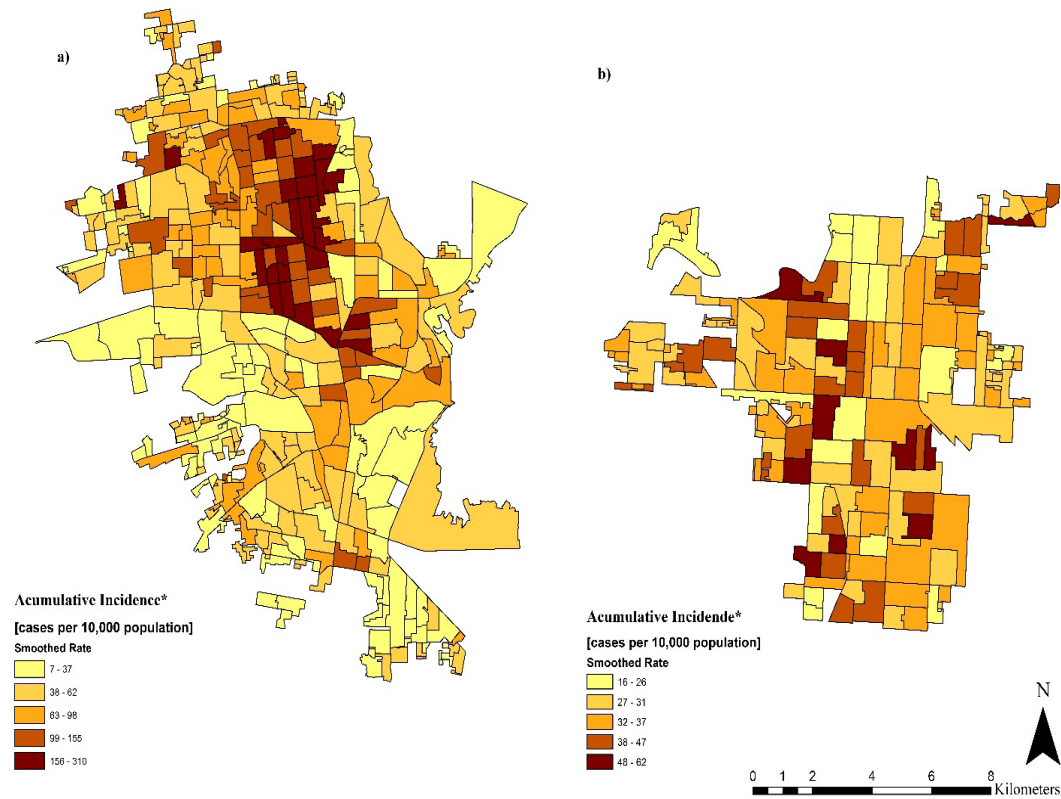 a)
b)
Acumulative Incidence*
[cases per 10,000 population]
Smoothed Rate
7 - 37
38 - 62
63 - 98
99 - 155
156 - 310
Acumulative Incidende*
[cases per 10,000 population]
Smoothed Rate
16 - 26
27 - 31
32 - 37
38 - 47
48 - 62
N
0 1 2 4 6 8
Kilometers